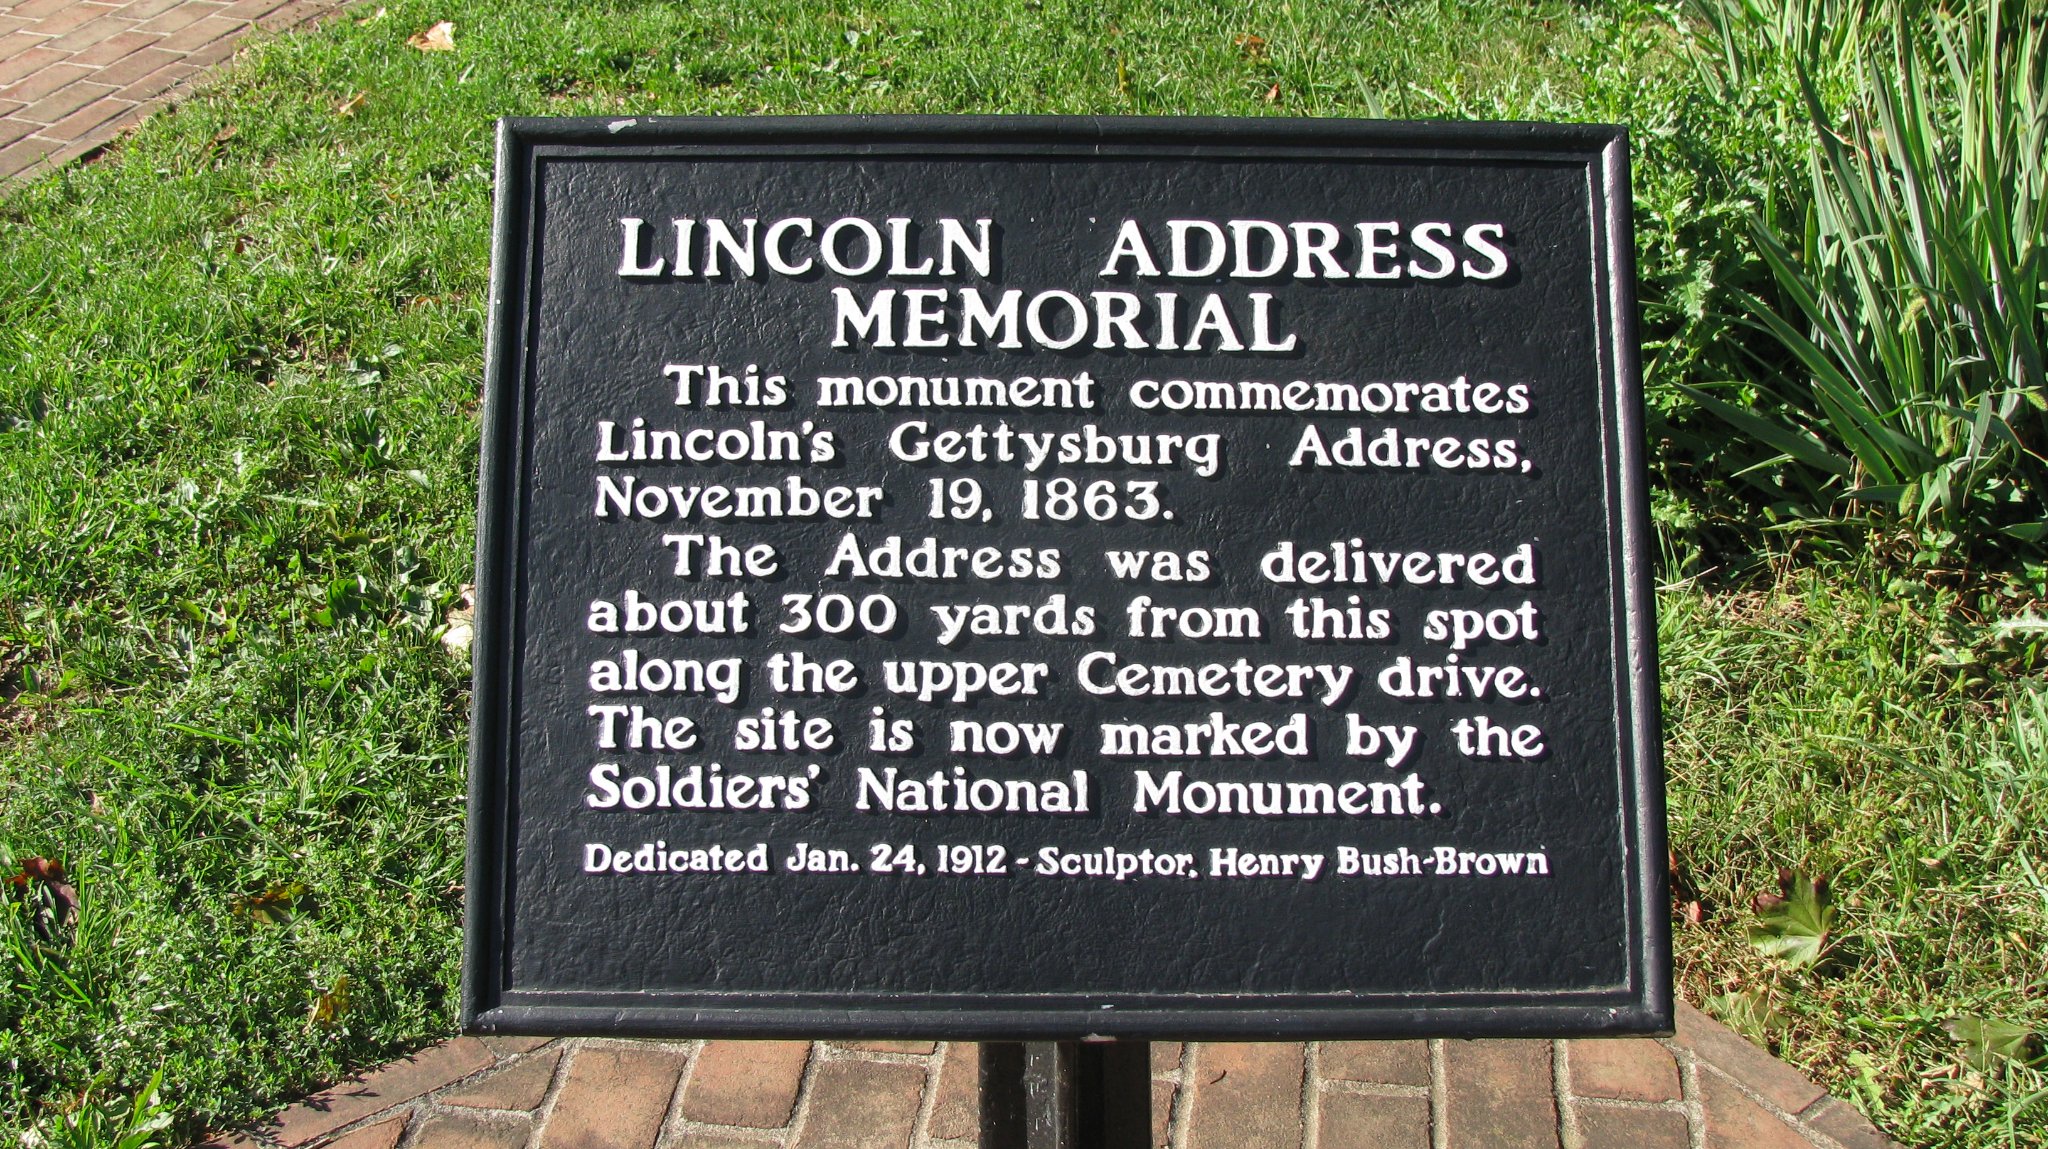 LINCOLN ADDRESS
MEMORIAL
This monument commemorates
Lincoln's Gettysburg Address,
November 19, 1863.
The Address was delivered
about 300 yards from this spot
along the upper Cemetery drive.
The site is now marked by the
Soldiers' National Monument.
Dedicated Jan. 24, 1912 - Sculptor, Henry Bush-Brown